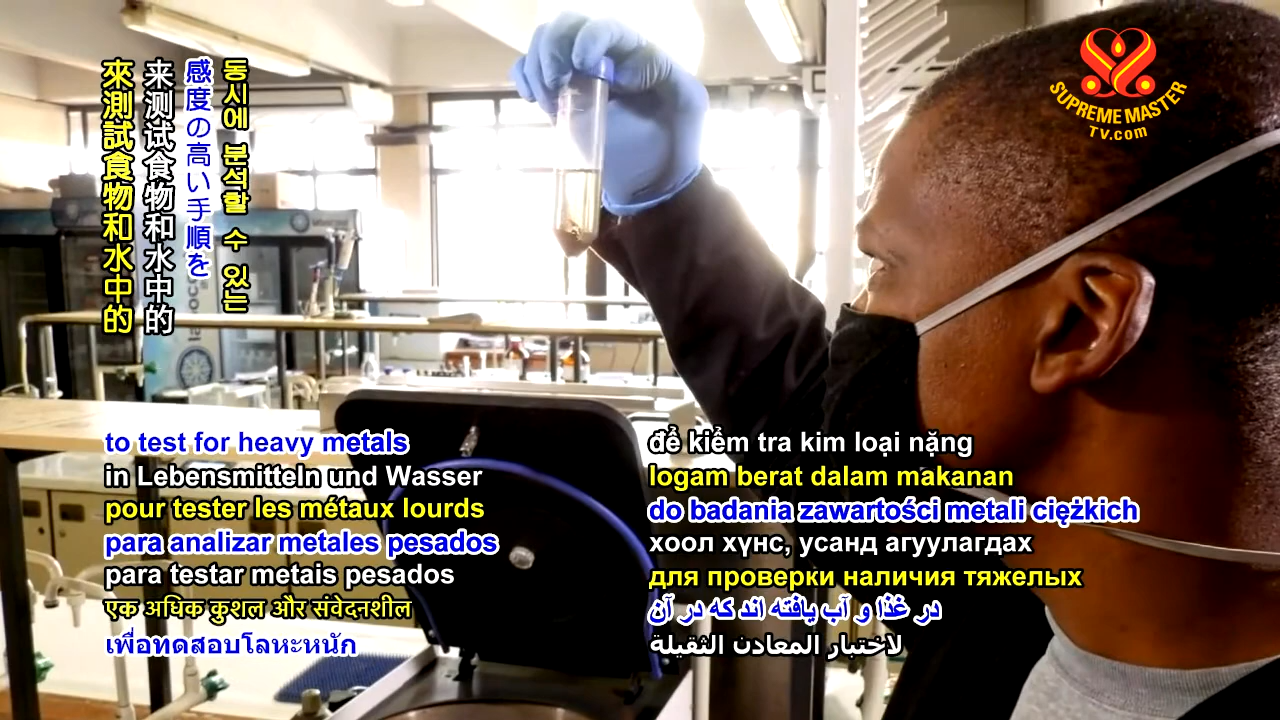 SUPREME MASTER
TV.com
동시에 분석할 수 있는
感度の高い手順を
来测试食物和水中的
來測試食物和水中的
to test for heavy metals
in Lebensmitteln und Wasser
pour tester les métaux lourds
para analizar metales pesados
para testar metais pesados
एक अधिक कुशल और संवेदनशील
เพื่อทดสอบโลหะหนัก
để kiểm tra kim loại nặng
logam berat dalam makanan
do badania zawartości metali ciężkich
хоол хүнс, усанд агуулагдах
для проверки наличия тяжелых
در غذا و آب یافته اند که در آن
لاختبار المعادن الثقيلة